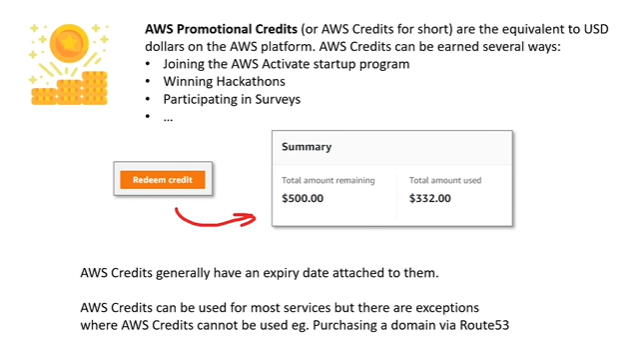 AWS Promotional Credits (or AWS Credits for short) are the equivalent to USD
dollars on the AWS platform. AWS Credits can be earned several ways:
• Joining the AWS Activate startup program
• Winning Hackathons
• Participating in Surveys
• ...
Redeem credit
Summary
Total amount remaining
$500.00
Total amount used
$332.00
AWS Credits generally have an expiry date attached to them.
AWS Credits can be used for most services but there are exceptions
where AWS Credits cannot be used eg. Purchasing a domain via Route53